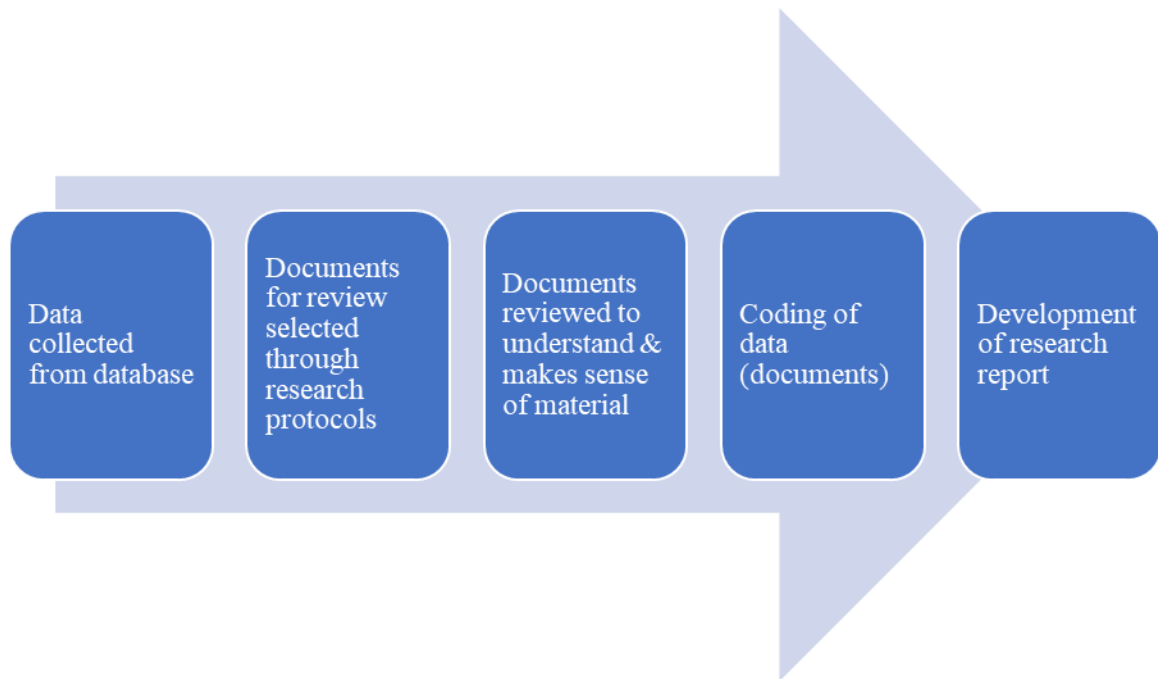 Data
collected
from database
Documents
for review
selected
through
research
protocols
Documents
reviewed to
understand &
makes sense
of material
Coding of
data
(documents)
Development
of research
report